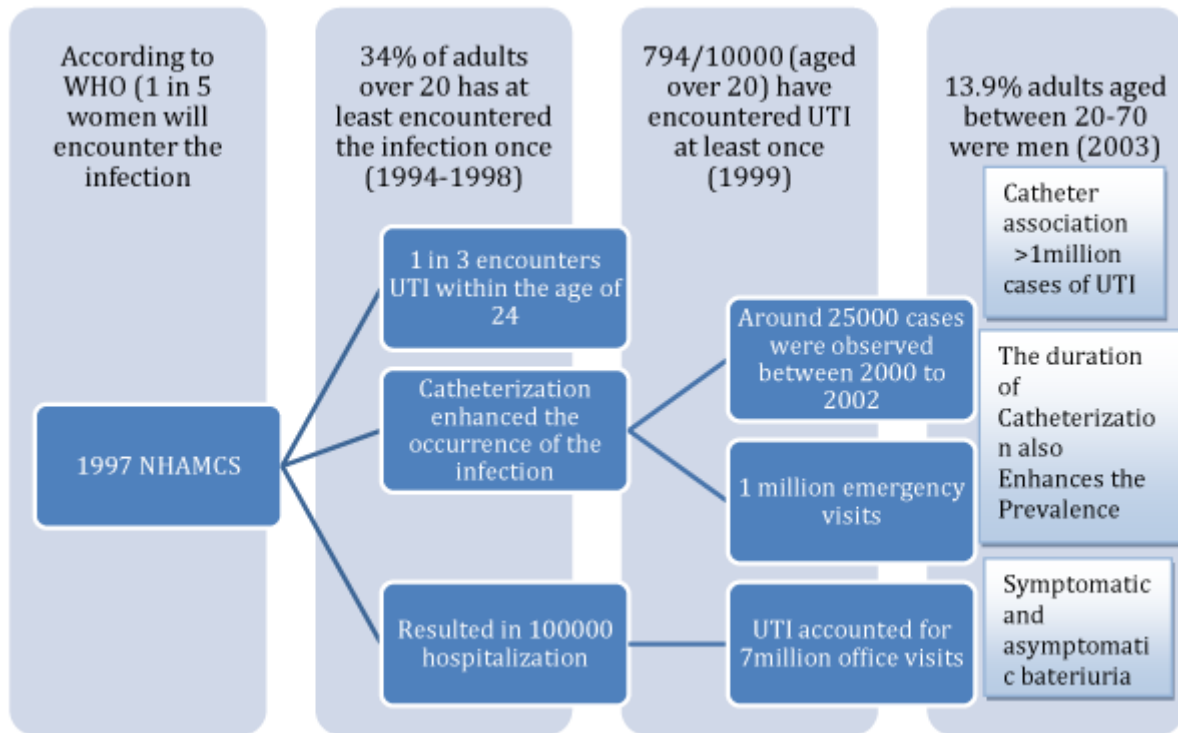 According to
WHO (1 in 5
women will
encounter the
infection
34% of adults
over 20 has at
least encountered
the infection once
(1994-1998)
794/10000 (aged
over 20) have
encountered UTI
at least once
(1999)
13.9% adults aged
between 20-70
were men (2003)
1997 NHAMCS
1 in 3 encounters
UTI within the age of
24
Catheterization
enhanced the
occurrence of the
infection
Resulted in 100000
hospitalization
Around 25000 cases
were observed
between 2000 to
2002
1 million emergency
visits
UTI accounted for
7million office visits
Catheter
association
>1million
cases of UTI
The duration
of
Catheterizatio
n also
Enhances the
Prevalence
Symptomatic
and
asymptomati
c bateriuria